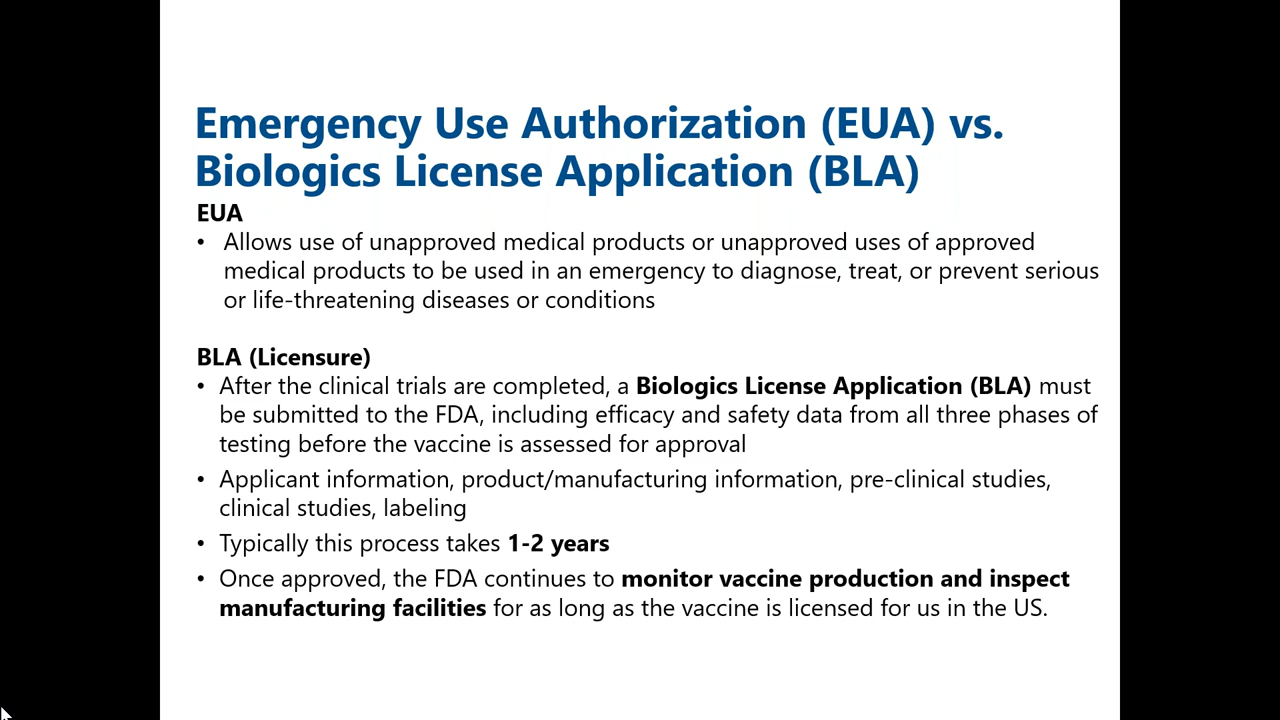 Emergency Use Authorization (EUA) vs.
Biologics License Application (BLA)
EUA
• Allows use of unapproved medical products or unapproved uses of approved
medical products to be used in an emergency to diagnose, treat, or prevent serious
or life-threatening diseases or conditions
BLA (Licensure)
• After the clinical trials are completed, a Biologics License Application (BLA) must
be submitted to the FDA, including efficacy and safety data from all three phases of
testing before the vaccine is assessed for approval
• Applicant information, product/manufacturing information, pre-clinical studies,
clinical studies, labeling
• Typically this process takes 1-2 years
• Once approved, the FDA continues to monitor vaccine production and inspect
manufacturing facilities for as long as the vaccine is licensed for us in the US.